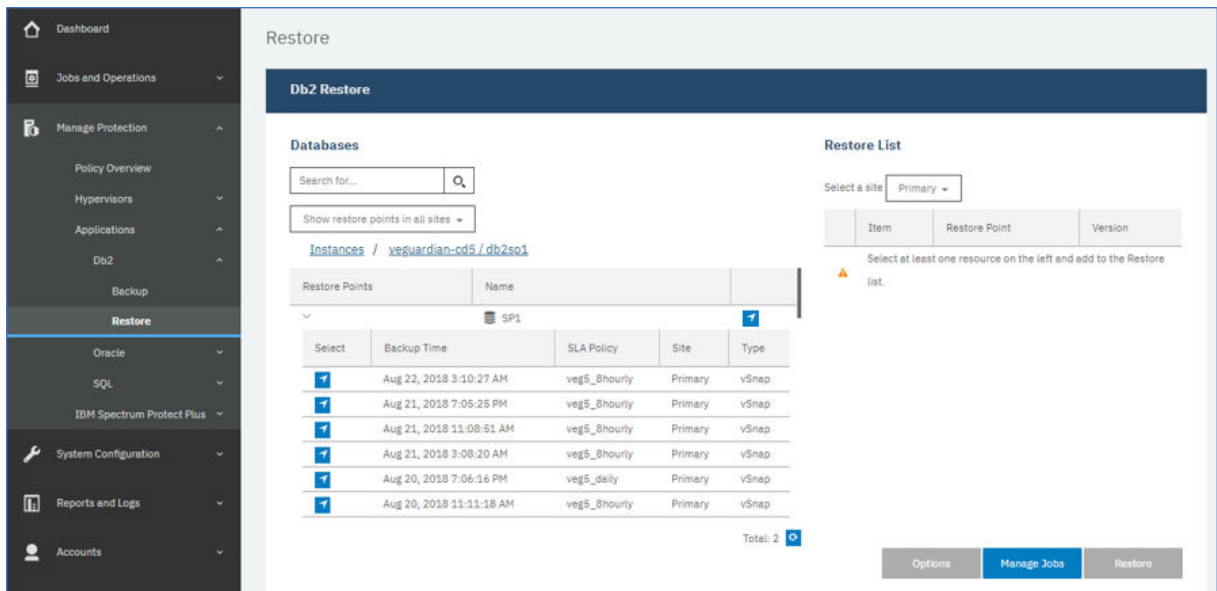 Dashboard
Jobs and Operations
Manage Protection
Policy Overview
Hypervisors
Applications
Db2
Backup
Restore
Oracle
SQL
IBM Spectrum Protect Plus
System Configuration
Reports and Logs
Accounts
Restore
Db2 Restore
Databases
Search for...
Show restore points in all sites
Instances / veguardian-cd5 / db2sp1
Restore Points Name
SP1
Select Backup Time SLA Policy Site Type
Aug 22, 2018 3:10:27 AM veg5_8hourly Primary vSnap
Aug 21, 2018 7:05:25 PM veg5_8hourly Primary vSnap
Aug 21, 2018 11:08:51 AM veg5_8hourly Primary vSnap
Aug 21, 2018 3:08:20 AM veg5_8hourly Primary vSnap
Aug 20, 2018 7:06:16 PM veg5_daily Primary vSnap
Aug 20, 2018 11:11:18 AM veg5_8hourly Primary vSnap
Total: 2
Restore List
Select a site Primary
Item Restore Point Version
Select at least one resource on the left and add to the Restore
list.
Options Manage Jobs Restore